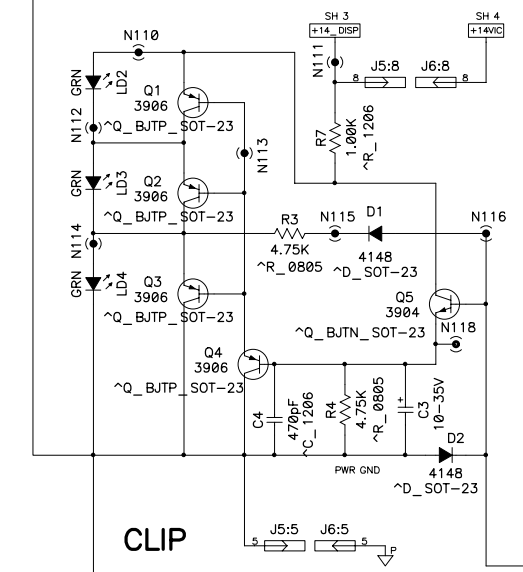 SH 3
+14_DISP
SH 4
+14VIC
N110
N111
J5:8
J6:8
8
8
GRN
LD2
Q1
3906
^Q_BJTP_SOT-23
N112
N113
R7
1.00K
^R_1206
GRN
LD3
Q2
3906
^Q_BJTP_SOT-23
N114
R3
4.75K
^R_0805
N115
D1
4148
^D_SOT-23
N116
GRN
LD4
Q3
3906
^Q_BJTP_SOT-23
Q5
3904
^Q_BJTN_SOT-23
N118
Q4
3906
^Q_BJTP_SOT-23
C4
470pF
^C_1206
R4
4.75K
^R_0805
+
C3
10-35V
D2
4148
^D_SOT-23
PWR GND
CLIP
J5:5
J6:5
5
5
P